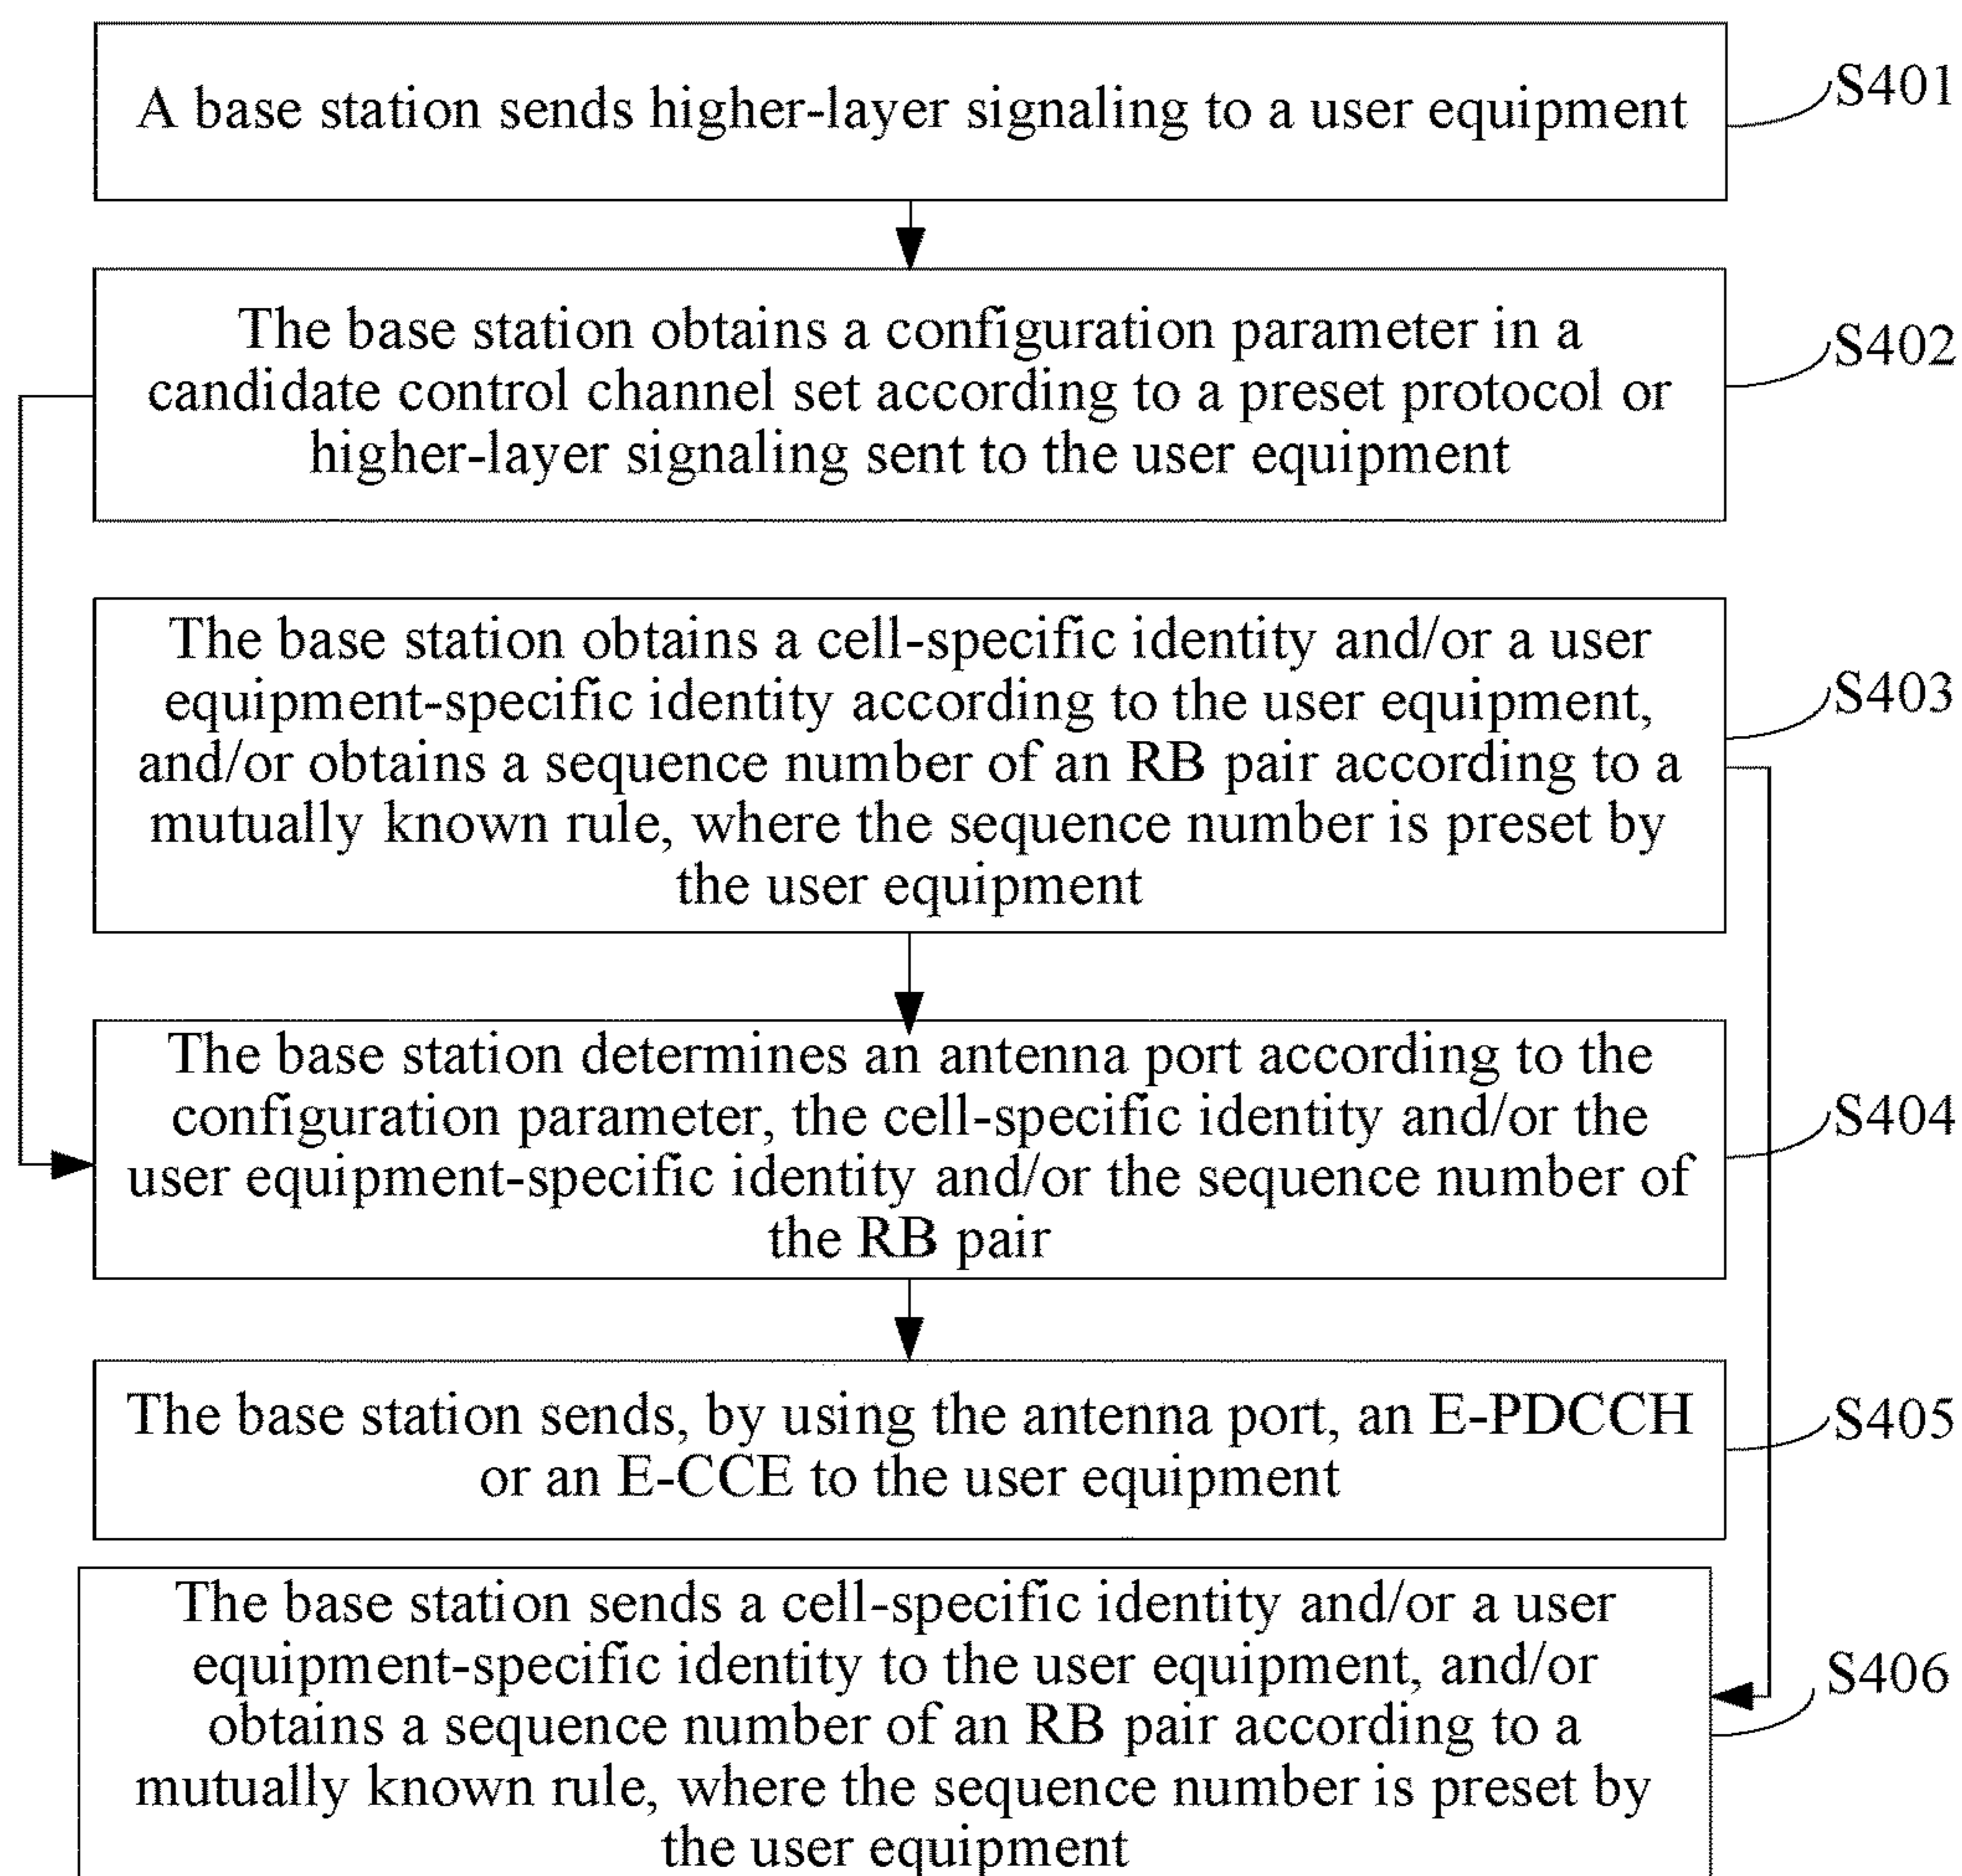 A base station sends higher-layer signaling to a user equipment
S401
The base station obtains a configuration parameter in a
candidate control channel set according to a preset protocol or
higher-layer signaling sent to the user equipment
S402
The base station obtains a cell-specific identity and/or a user
equipment-specific identity according to the user equipment,
and/or obtains a sequence number of an RB pair according to a
mutually known rule, where the sequence number is preset by
the user equipment
S403
The base station determines an antenna port according to the
configuration parameter, the cell-specific identity and/or the
user equipment-specific identity and/or the sequence number of
the RB pair
S404
The base station sends, by using the antenna port, an E-PDCCH
or an E-CCE to the user equipment
S405
The base station sends a cell-specific identity and/or a user
equipment-specific identity to the user equipment, and/or
obtains a sequence number of an RB pair according to a
mutually known rule, where the sequence number is preset by
the user equipment
S406